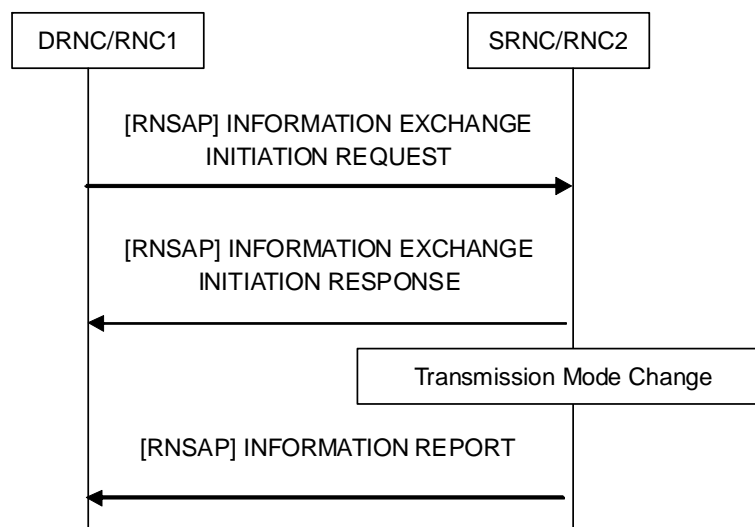 DRNC/RNC1
SRNC/RNC2
[RNSAP] INFORMATION EXCHANGE
INITIATION REQUEST
[RNSAP] INFORMATION EXCHANGE
INITIATION RESPONSE
Transmission Mode Change
[RNSAP] INFORMATION REPORT